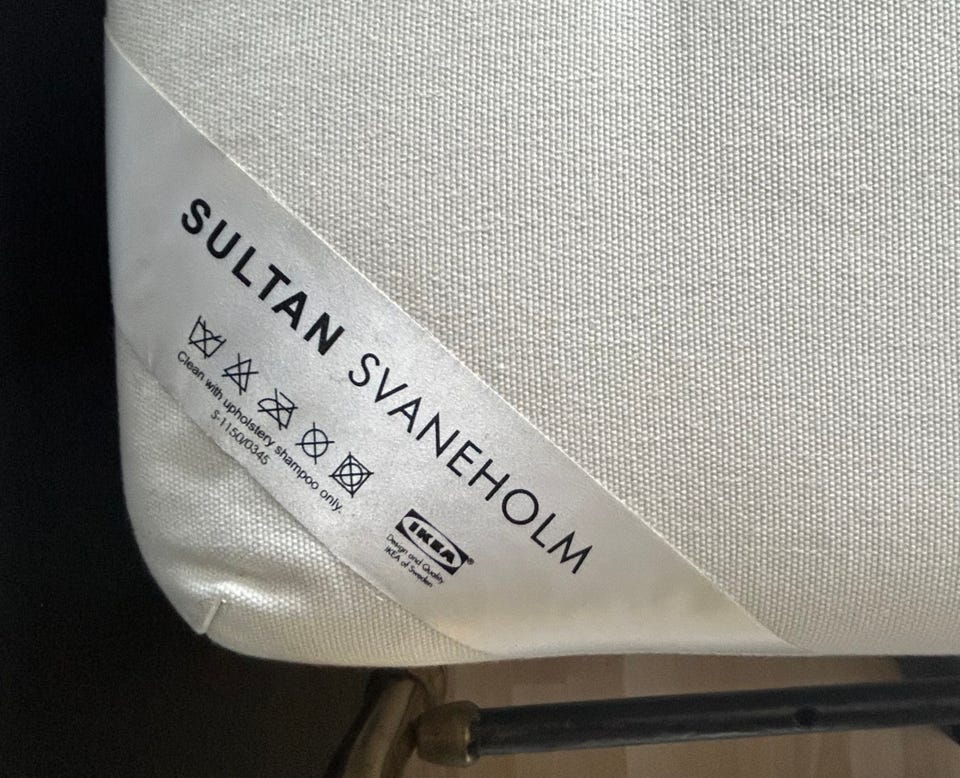 SULTAN SVANEHOLM
Clean with upholstery shampoo only.
S-1150/0345
IKEA®
Design and Quality
IKEA of Sweden